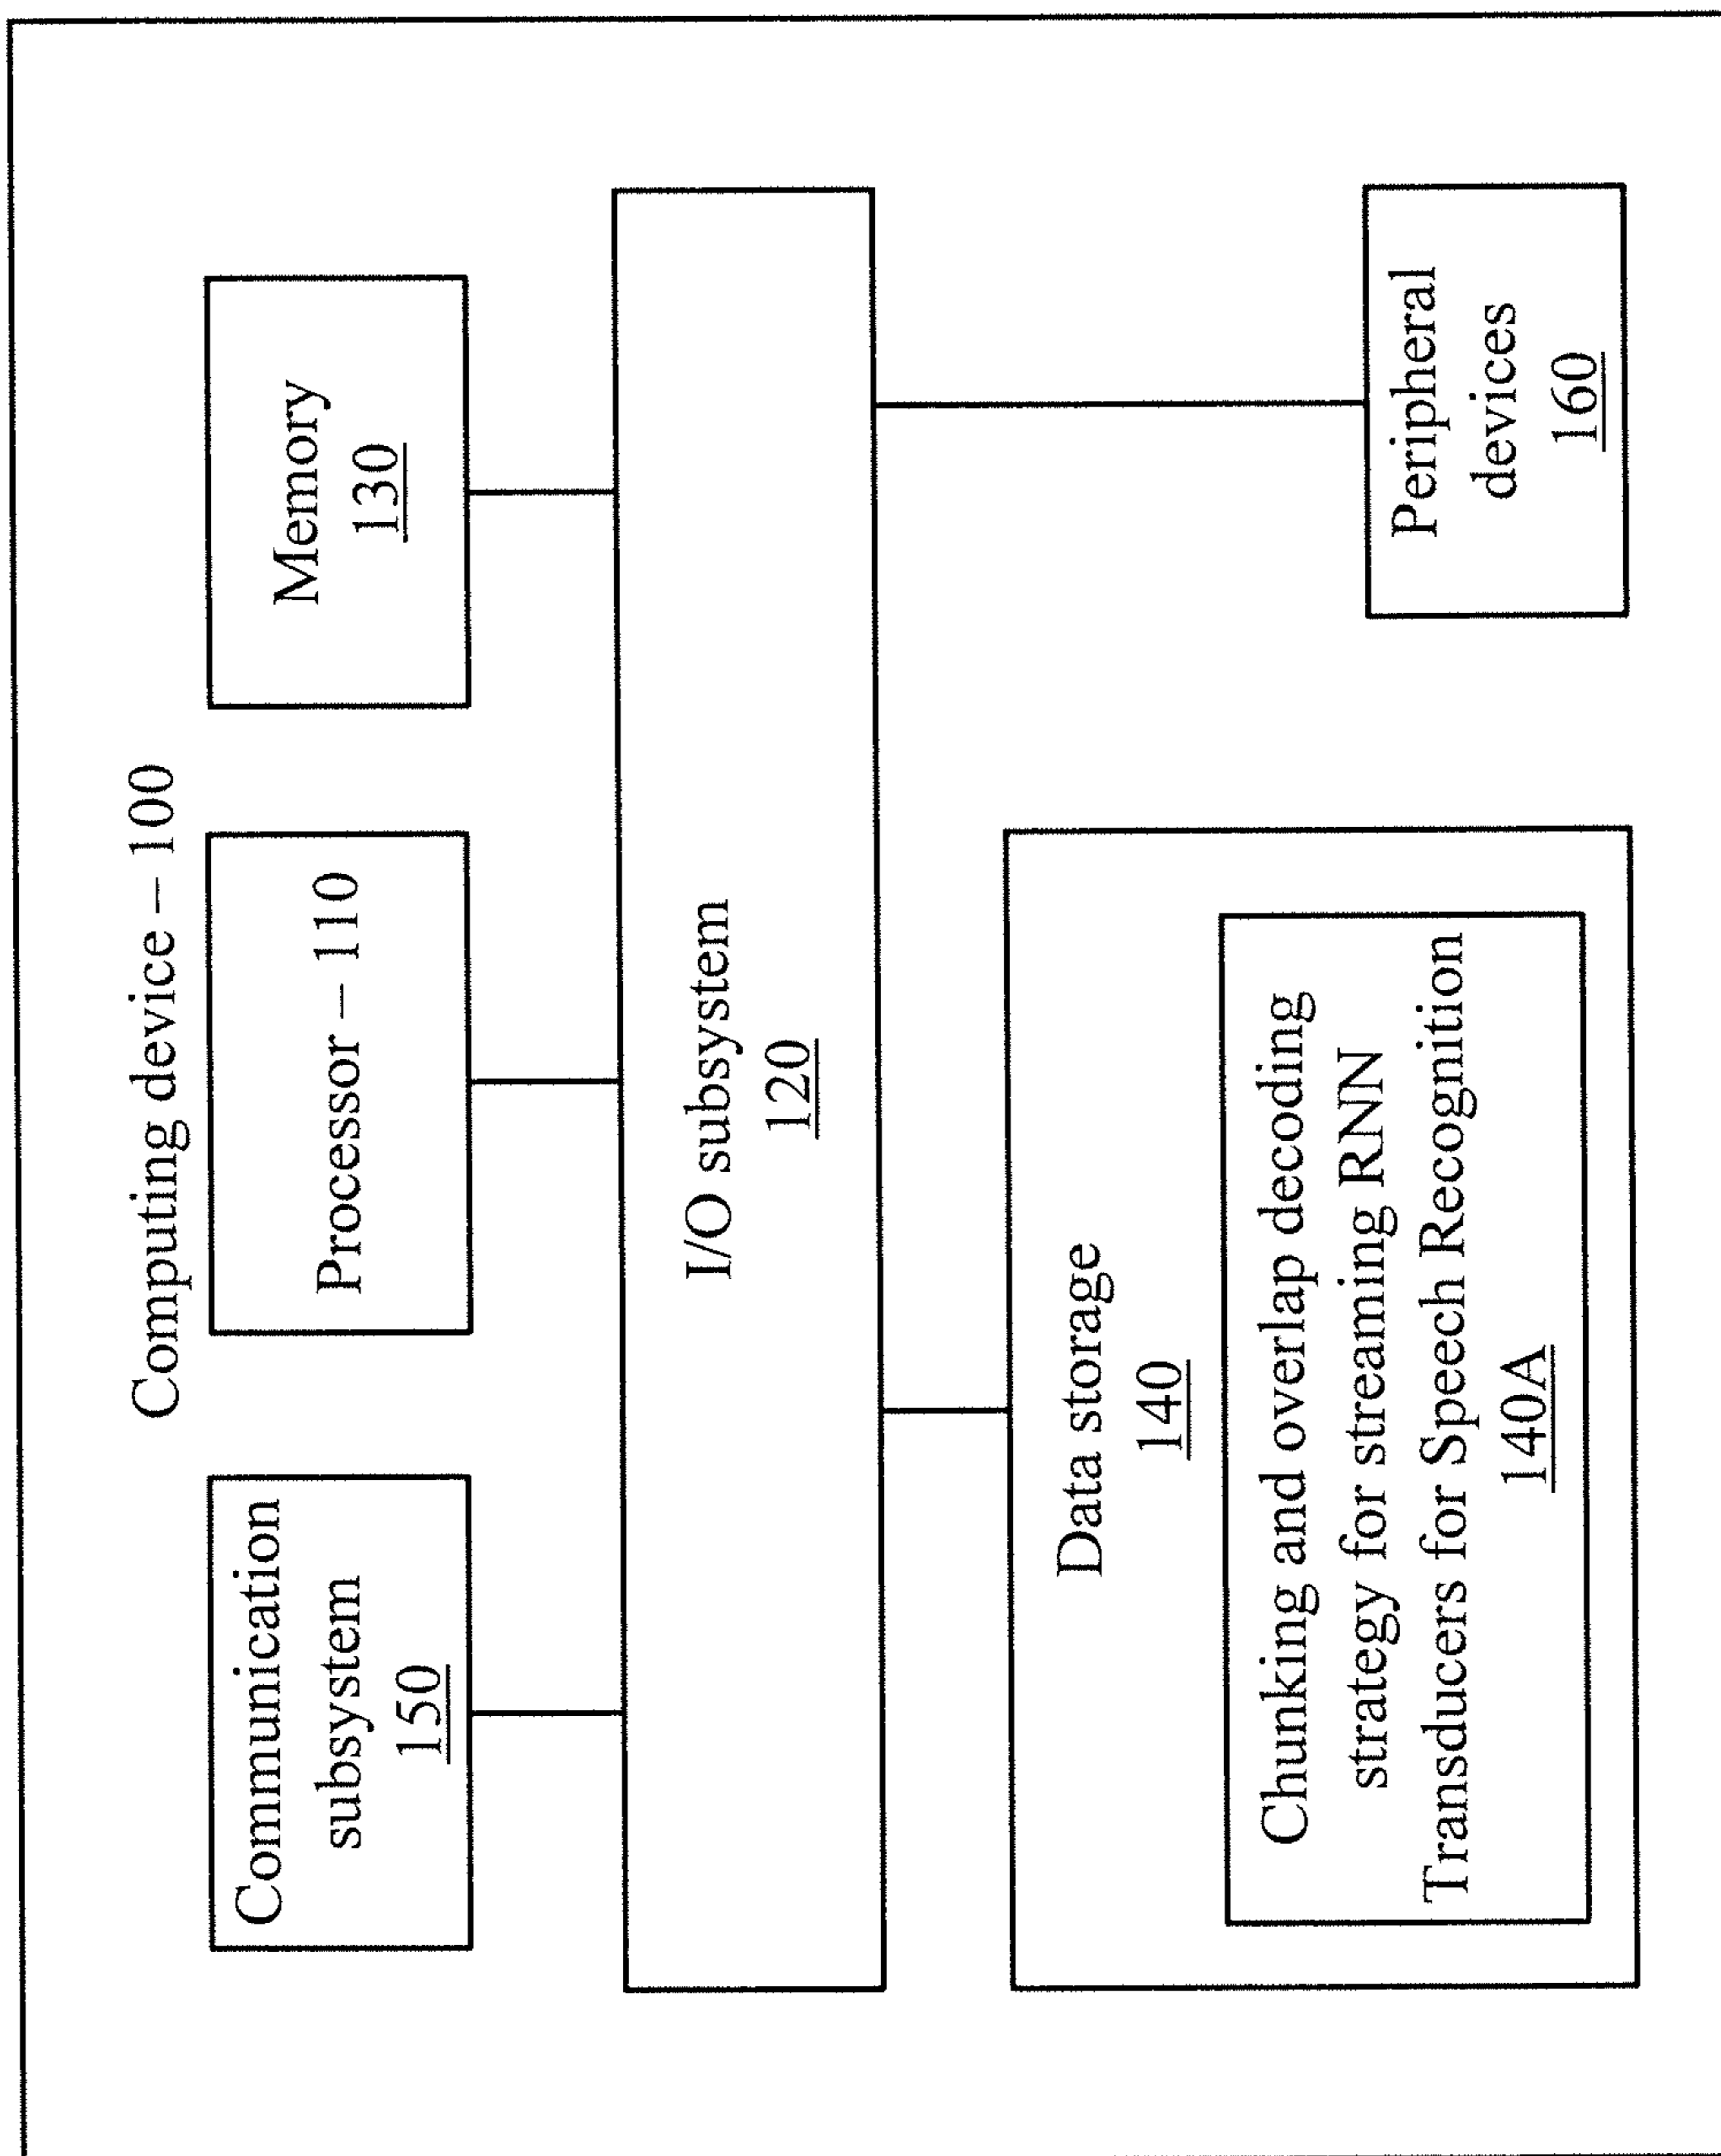 Computing device – 100
Communication
subsystem
150
Processor – 110
Memory
130
I/O subsystem
120
Data storage
140
Chunking and overlap decoding
strategy for streaming RNN
Transducers for Speech Recognition
140A
Peripheral
devices
160